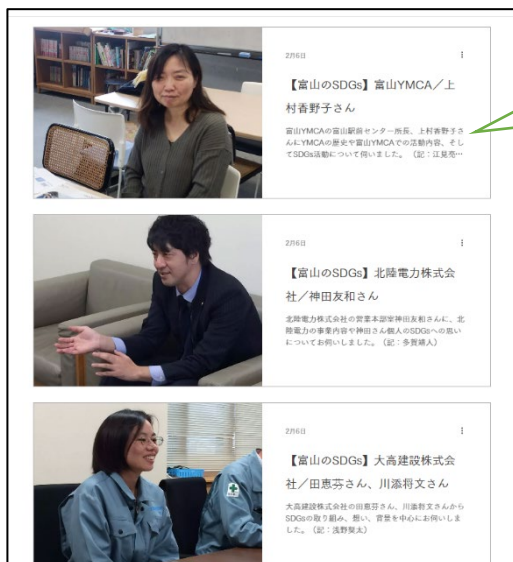 2月6日
【富山のSDGs】富山YMCA／上
村香野子さん
富山YMCAの富山駅前センター所長、上村香野子さ
んにYMCAの歴史や富山YMCAでの活動内容、そし
てSDGs活動について伺いました。（記：江見亮…
2月6日
【富山のSDGs】北陸電力株式会
社／神田友和さん
北陸電力株式会社の営業本部室神田友和さんに、北
陸電力の事業内容や神田さん個人のSDGsへの思い
についてお伺いしました。（記：多賀靖人）
2月6日
【富山のSDGs】大高建設株式会
社／田恵芬さん、川添将文さん
大高建設株式会社の田恵芬さん、川添将文さんから
SDGsの取り組み、想い、背景を中心にお伺いしま
した。（記：浅野賢太）